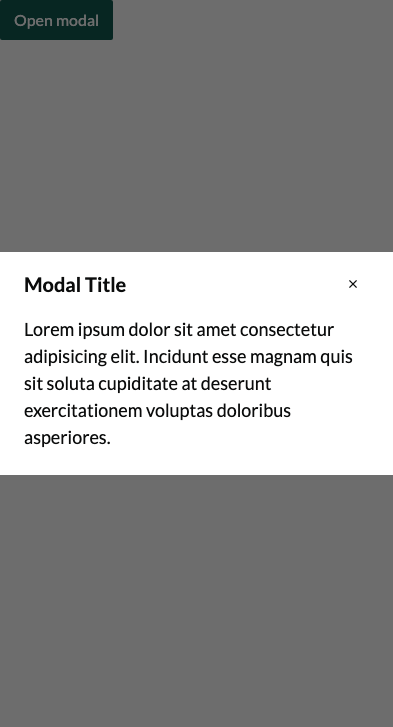 Open modal
Modal Title ×
Lorem ipsum dolor sit amet consectetur
adipisicing elit. Incidunt esse magnam quis
sit soluta cupiditate at deserunt
exercitationem voluptas doloribus
asperiores.